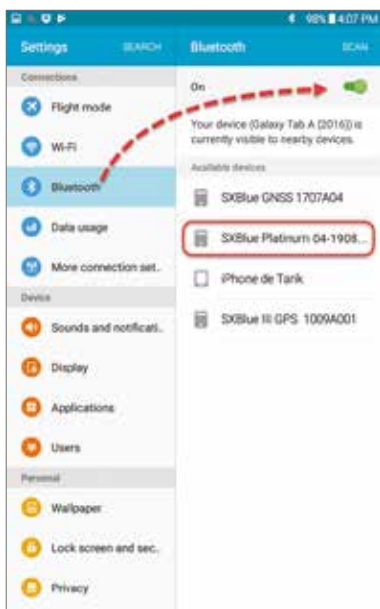 98% 4:07 PM
Settings SEARCH
Connections
Flight mode
Wi-Fi
Bluetooth
Data usage
More connection set..
Device
Sounds and notificati..
Display
Applications
Users
Personal
Wallpaper
Lock screen and sec..
Privacy
Bluetooth SCAN
On
Your device (Galaxy Tab A (2016)) is
currently visible to nearby devices.
Available devices
SXBlue GNSS 1707A04
SXBlue Platinum 04-1908...
iPhone de Tarik
SXBlue III GPS 1009A001